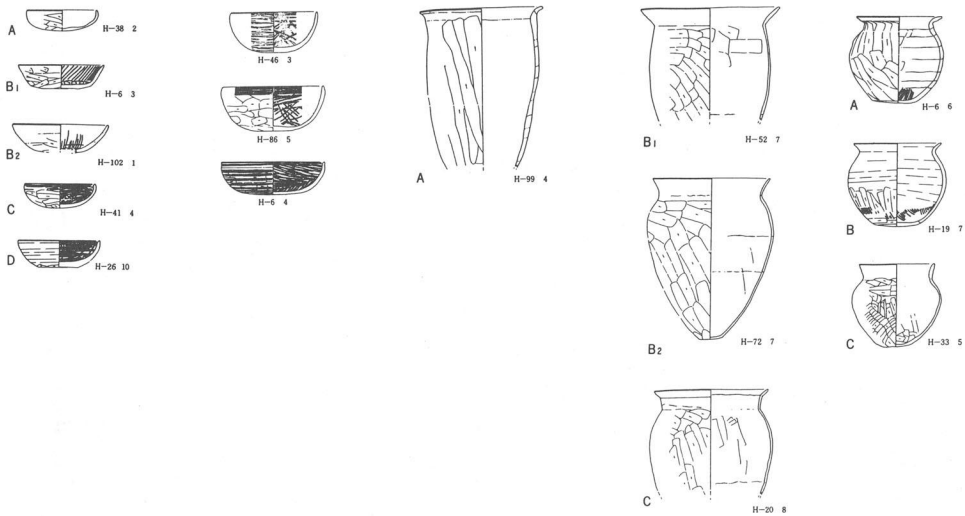 A
H-38 2
B1
H-6 3
B2
H-102 1
C
H-41 4
D
H-26 10
H-46 3
H-86 5
H-6 4
A
H-99 4
B1
H-52 7
B2
H-72 7
C
H-20 8
A
H-6 6
B
H-19 7
C
H-33 5